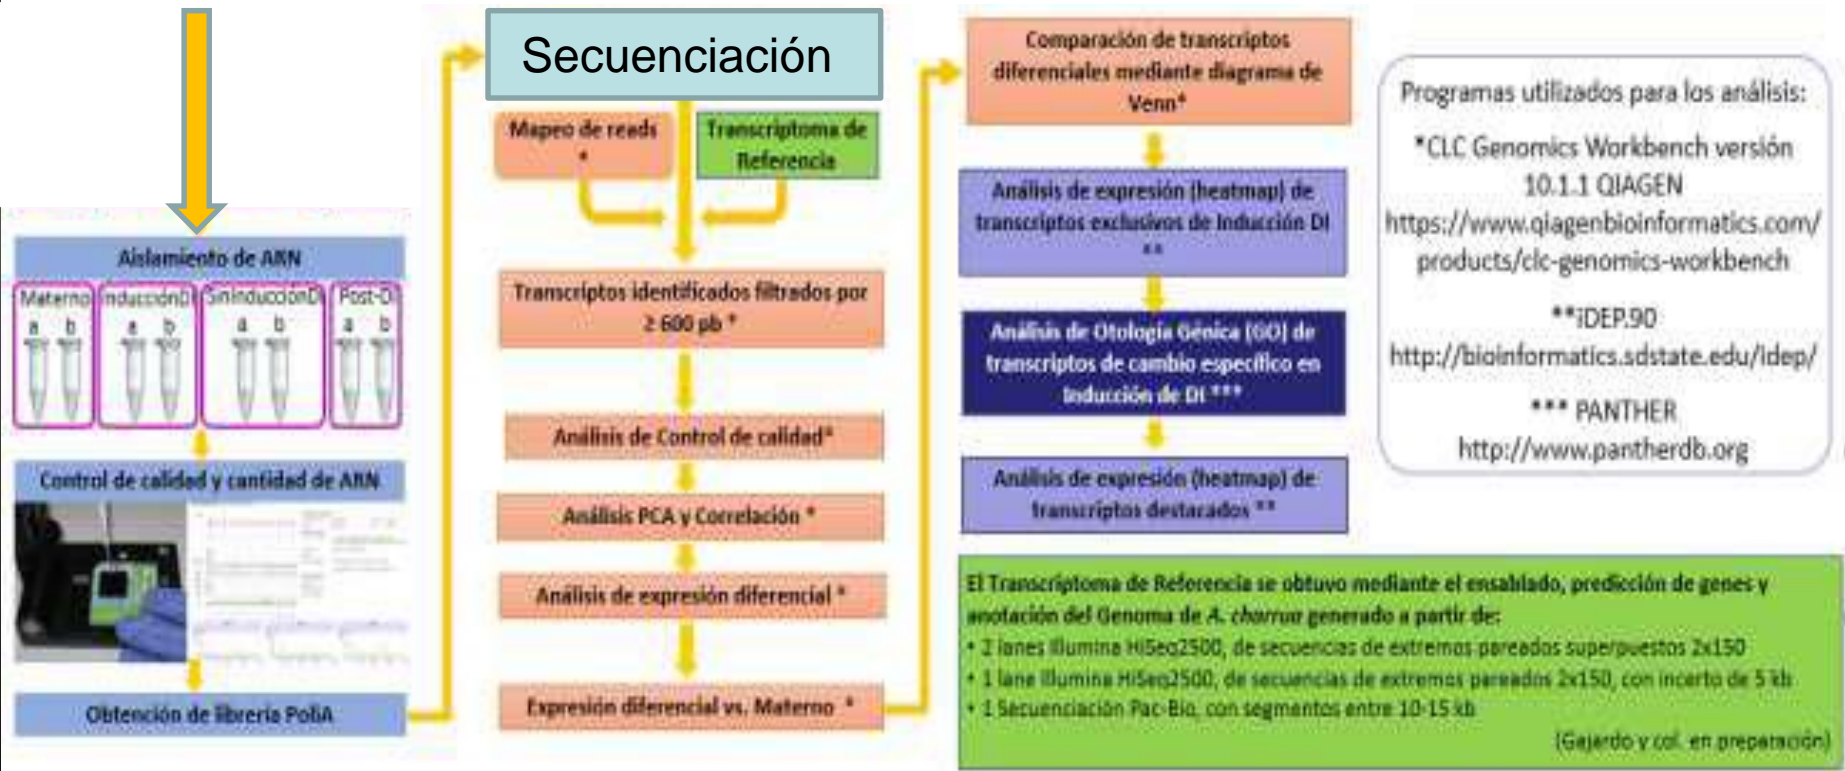 Aislamiento de ARN
Materno InducciónDI SinInducciónDI Post-DI
a b a b a b a b
Control de calidad y cantidad de ARN
Obtención de librería PoliA
Secuenciación
Mapeo de reads
*
Transcriptoma de
Referencia
Transcriptos identificados filtrados por
≥ 600 pb *
Análisis de Control de calidad*
Análisis PCA y Correlación *
Análisis de expresión diferencial *
Expresión diferencial vs. Materno *
Comparación de transcriptos
diferenciales mediante diagrama de
Venn*
Análisis de expresión (heatmap) de
transcriptos exclusivos de Inducción DI
**
Análisis de Otología Génica (GO) de
transcriptos de cambio específico en
Inducción de DI ***
Análisis de expresión (heatmap) de
transcriptos destacados **
Programas utilizados para los análisis:
*CLC Genomics Workbench versión
10.1.1 QIAGEN
https://www.qiagenbioinformatics.com/
products/clc-genomics-workbench
**iDEP.90
http://bioinformatics.sdstate.edu/idep/
*** PANTHER
http://www.pantherdb.org
El Transcriptoma de Referencia se obtuvo mediante el ensablado, predicción de genes y
anotación del Genoma de A. charrua generado a partir de:
• 2 lanes Illumina HiSeq2500, de secuencias de extremos pareados superpuestos 2x150
• 1 lane Illumina HiSeq2500, de secuencias de extremos pareados 2x150, con incerto de 5 kb
• 1 Secuenciación Pac-Bio, con segmentos entre 10-15 kb
(Gajardo y col. en preparación)